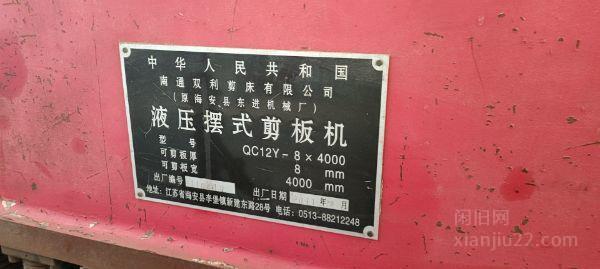 中华人民共和国
南通双利剪床有限公司
（原海安县东进机械厂）
液压摆式剪板机
型号 QC12Y-8×4000
可剪板厚 8 mm
可剪板宽 4000 mm
出厂编号 出厂日期 年 月
地址：江苏省海安县李堡镇新建东路26号 电话：0513-88212248
闲旧网
xianjiu22.com